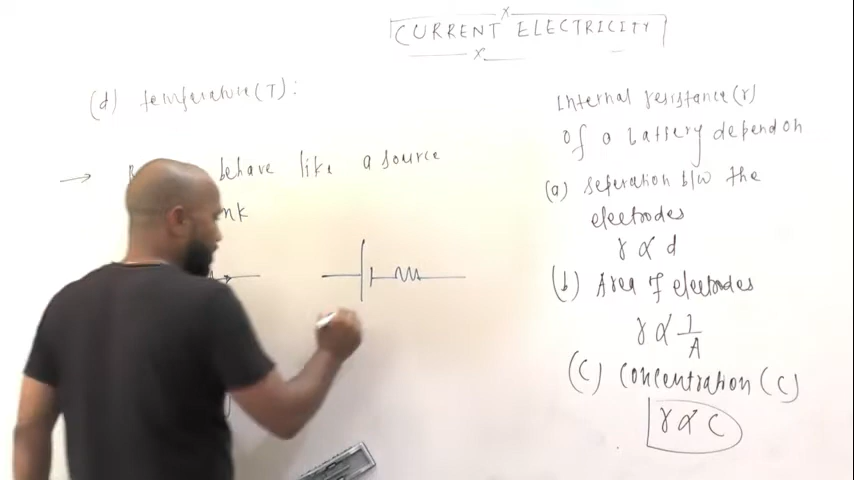 CURRENT ELECTRICITY
(d) temperature(T):
→ behave like a source
Internal resistance(r)
of a battery depend on
(a) seperation b/w the
electrodes
r ∝ d
(b) Area of electrodes
r ∝ 1/A
(C) Concentration (C)
r ∝ C